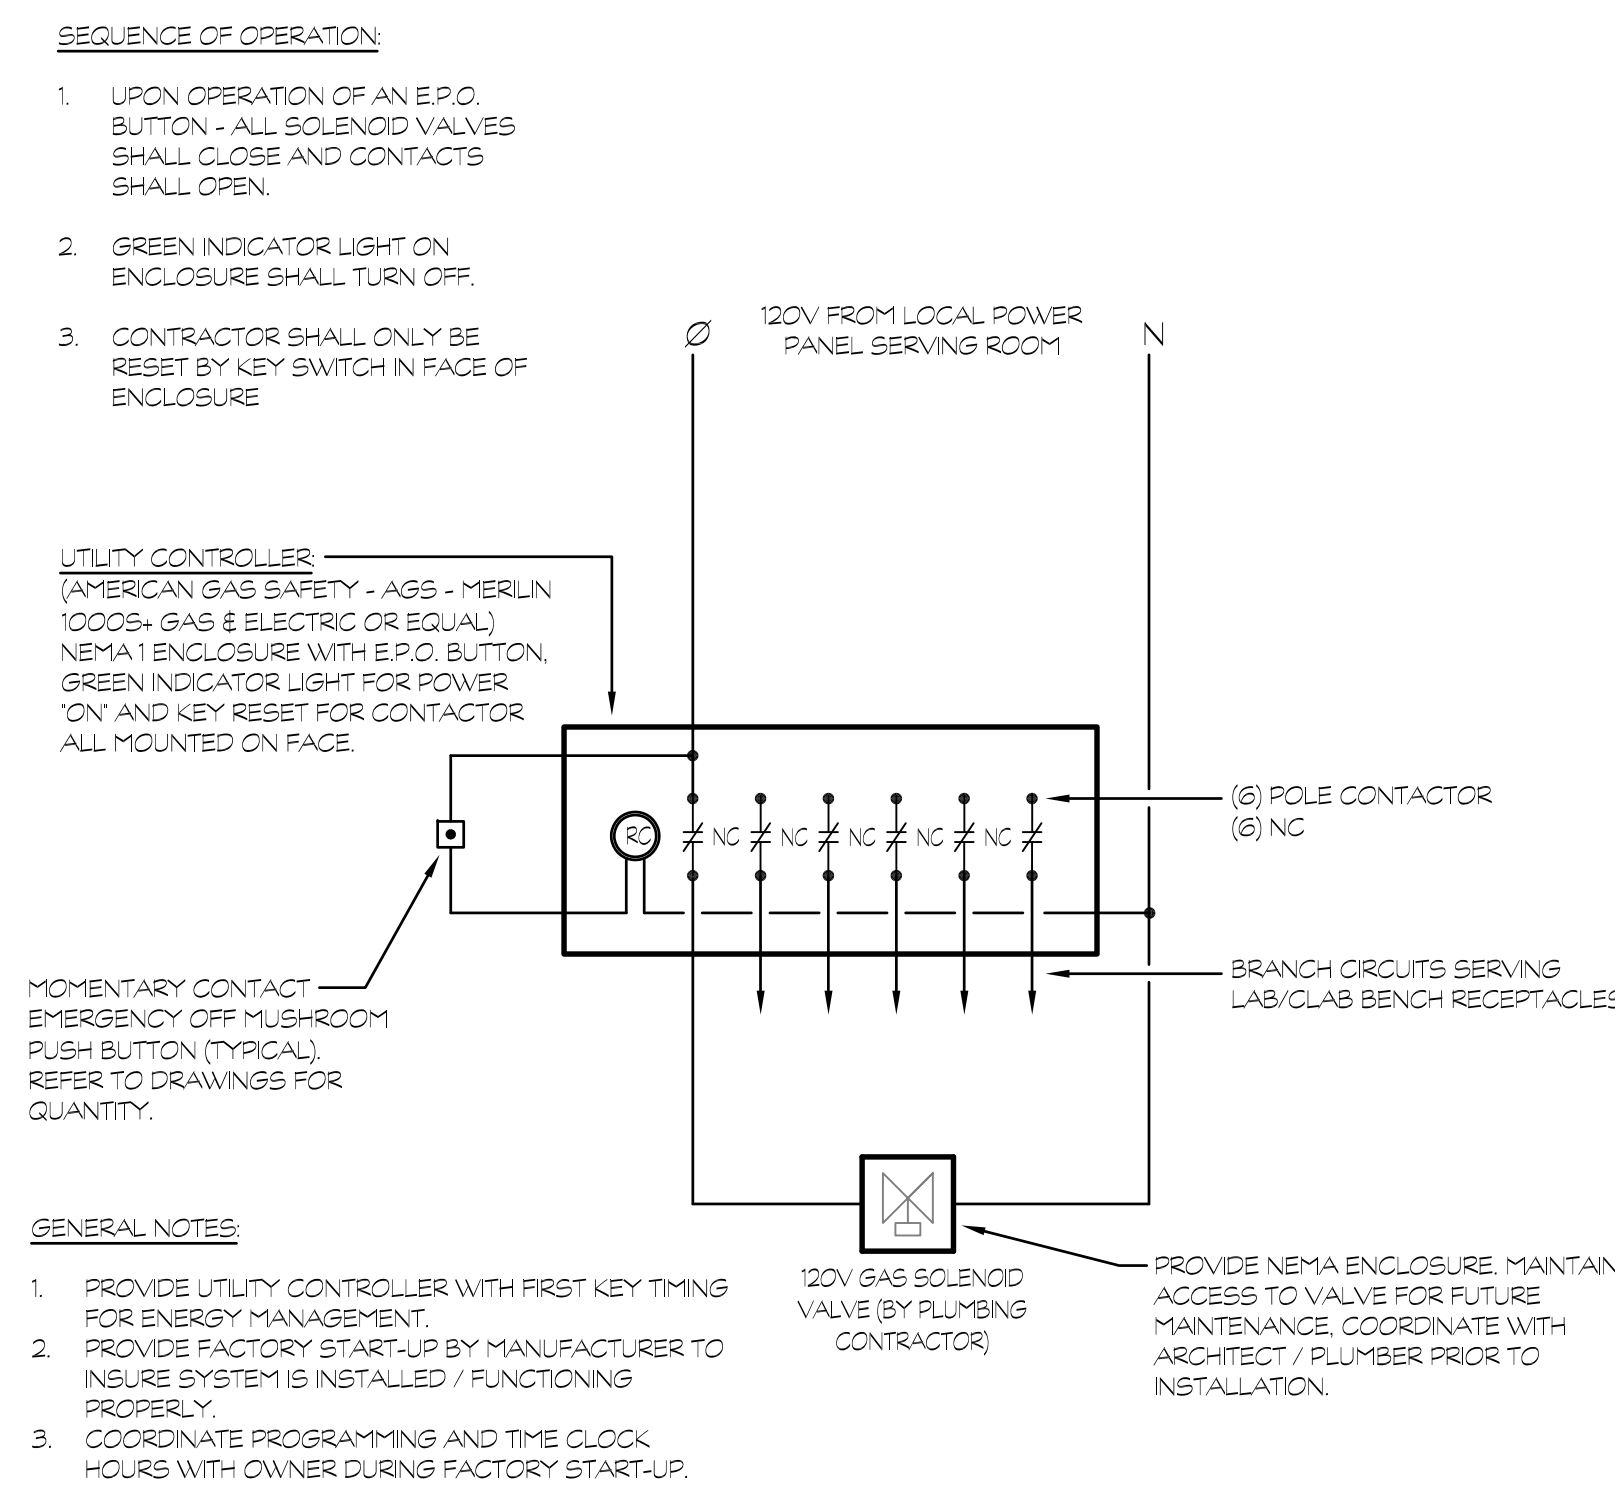 SEQUENCE OF OPERATION:
1. UPON OPERATION OF AN E.P.O.
BUTTON - ALL SOLENOID VALVES
SHALL CLOSE AND CONTACTS
SHALL OPEN.
2. GREEN INDICATOR LIGHT ON
ENCLOSURE SHALL TURN OFF.
3. CONTRACTOR SHALL ONLY BE
RESET BY KEY SWITCH IN FACE OF
ENCLOSURE
Ø
120V FROM LOCAL POWER
PANEL SERVING ROOM
N
UTILITY CONTROLLER:
(AMERICAN GAS SAFETY - AGS - MERILIN
1000S+ GAS & ELECTRIC OR EQUAL)
NEMA 1 ENCLOSURE WITH E.P.O. BUTTON,
GREEN INDICATOR LIGHT FOR POWER
"ON" AND KEY RESET FOR CONTACTOR
ALL MOUNTED ON FACE.
RC NC NC NC NC NC
(6) POLE CONTACTOR
(6) NC
BRANCH CIRCUITS SERVING
LAB/CLAB BENCH RECEPTACLES
MOMENTARY CONTACT
EMERGENCY OFF MUSHROOM
PUSH BUTTON (TYPICAL).
REFER TO DRAWINGS FOR
QUANTITY.
120V GAS SOLENOID
VALVE (BY PLUMBING
CONTRACTOR)
PROVIDE NEMA ENCLOSURE. MAINTAIN
ACCESS TO VALVE FOR FUTURE
MAINTENANCE, COORDINATE WITH
ARCHITECT / PLUMBER PRIOR TO
INSTALLATION.
GENERAL NOTES:
1. PROVIDE UTILITY CONTROLLER WITH FIRST KEY TIMING
FOR ENERGY MANAGEMENT.
2. PROVIDE FACTORY START-UP BY MANUFACTURER TO
INSURE SYSTEM IS INSTALLED / FUNCTIONING
PROPERLY.
3. COORDINATE PROGRAMMING AND TIME CLOCK
HOURS WITH OWNER DURING FACTORY START-UP.